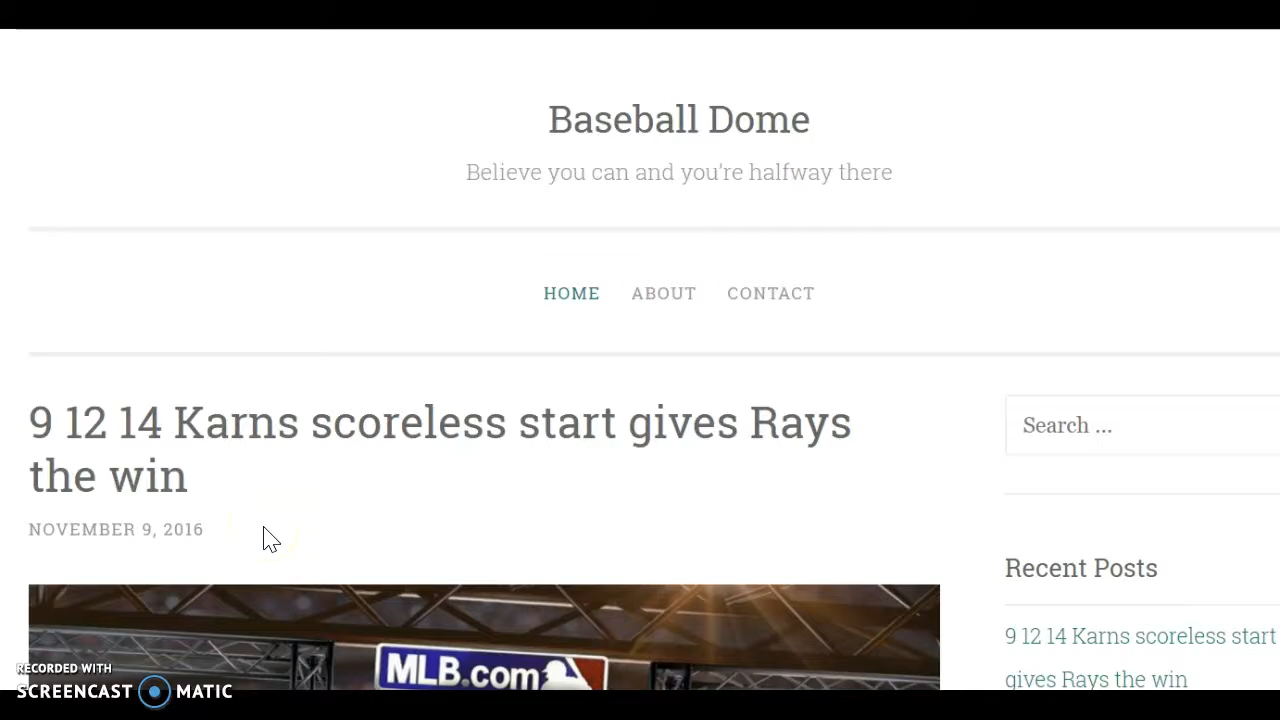 Baseball Dome
Believe you can and you're halfway there
HOME ABOUT CONTACT
9 12 14 Karns scoreless start gives Rays
the win
NOVEMBER 9, 2016
MLB.com
Search ...
Recent Posts
9 12 14 Karns scoreless start
gives Rays the win
RECORDED WITH
SCREENCAST MATIC